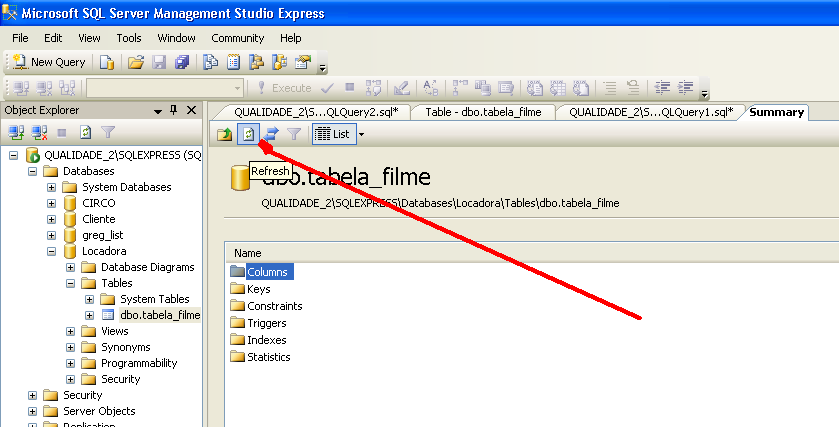 Microsoft SQL Server Management Studio Express
File Edit View Tools Window Community Help
New Query
Execute
Object Explorer
QUALIDADE_2\SQLEXPRESS (SQ
Databases
System Databases
CIRCO
Cliente
greg_list
Locadora
Database Diagrams
Tables
System Tables
dbo.tabela_filme
Views
Synonyms
Programmability
Security
Security
Server Objects
Replication
QUALIDADE_2\S...QLQuery2.sql* Table - dbo.tabela_filme QUALIDADE_2\S...QLQuery1.sql* Summary
List
Refresh
dbo.tabela_filme
QUALIDADE_2\SQLEXPRESS\Databases\Locadora\Tables\dbo.tabela_filme
Name
Columns
Keys
Constraints
Triggers
Indexes
Statistics